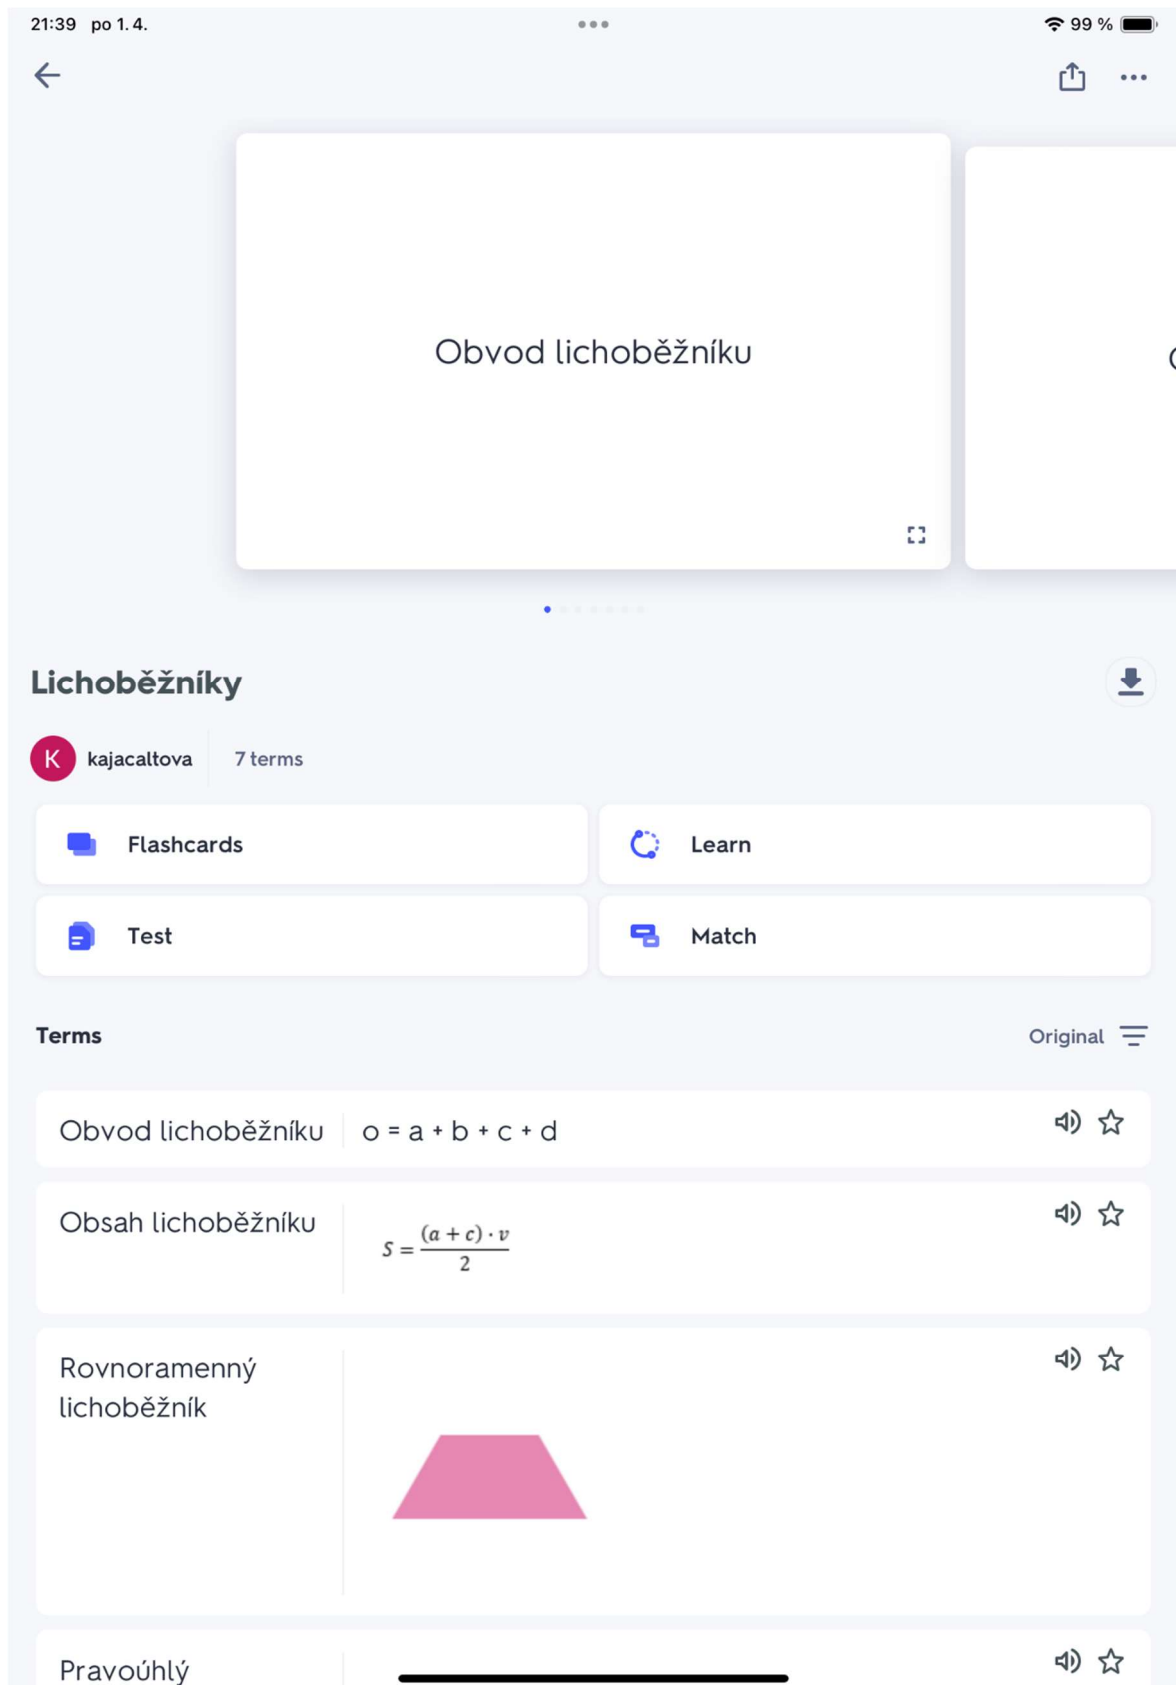 21:39 po 1. 4.
99 %
Obvod lichoběžníku
Lichoběžníky
K kajacaltova 7 terms
Flashcards
Learn
Test
Match
Terms
Original
Obvod lichoběžníku o = a + b + c + d
Obsah lichoběžníku S = (a + c) · v / 2
Rovnoramenný
lichoběžník
Pravoúhlý